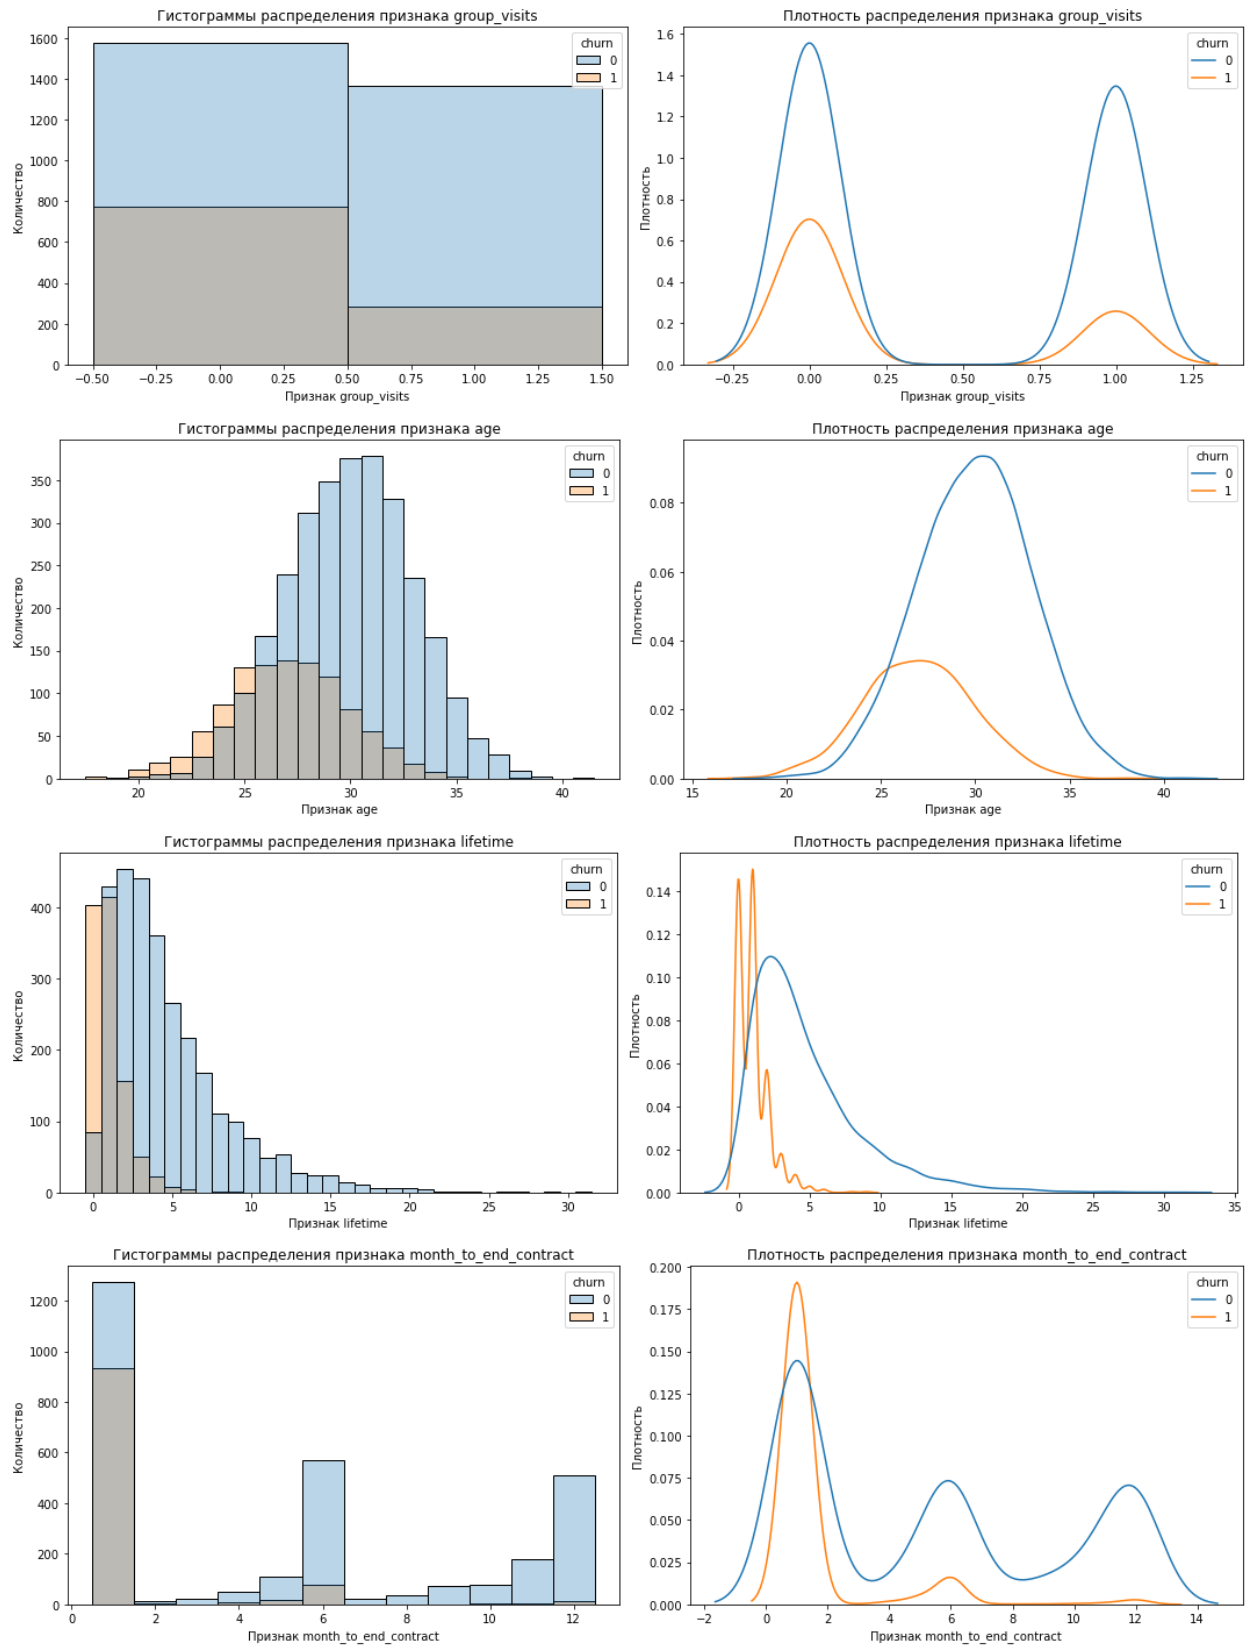 Гистограммы распределения признака group_visits
churn
0
1
Количество
1600
1400
1200
1000
800
600
400
200
0
−0.50 −0.25 0.00 0.25 0.50 0.75 1.00 1.25 1.50
Признак group_visits
Плотность распределения признака group_visits
churn
0
1
Плотность
1.6
1.4
1.2
1.0
0.8
0.6
0.4
0.2
0.0
−0.25 0.00 0.25 0.50 0.75 1.00 1.25
Признак group_visits
Гистограммы распределения признака age
churn
0
1
Количество
350
300
250
200
150
100
50
0
20 25 30 35 40
Признак age
Плотность распределения признака age
churn
0
1
Плотность
0.08
0.06
0.04
0.02
0.00
15 20 25 30 35 40
Признак age
Гистограммы распределения признака lifetime
churn
0
1
Количество
400
300
200
100
0
0 5 10 15 20 25 30
Признак lifetime
Плотность распределения признака lifetime
churn
0
1
Плотность
0.14
0.12
0.10
0.08
0.06
0.04
0.02
0.00
0 5 10 15 20 25 30 35
Признак lifetime
Гистограммы распределения признака month_to_end_contract
churn
0
1
Количество
1200
1000
800
600
400
200
0
0 2 4 6 8 10 12
Признак month_to_end_contract
Плотность распределения признака month_to_end_contract
churn
0
1
Плотность
0.200
0.175
0.150
0.125
0.100
0.075
0.050
0.025
0.000
−2 0 2 4 6 8 10 12 14
Признак month_to_end_contract